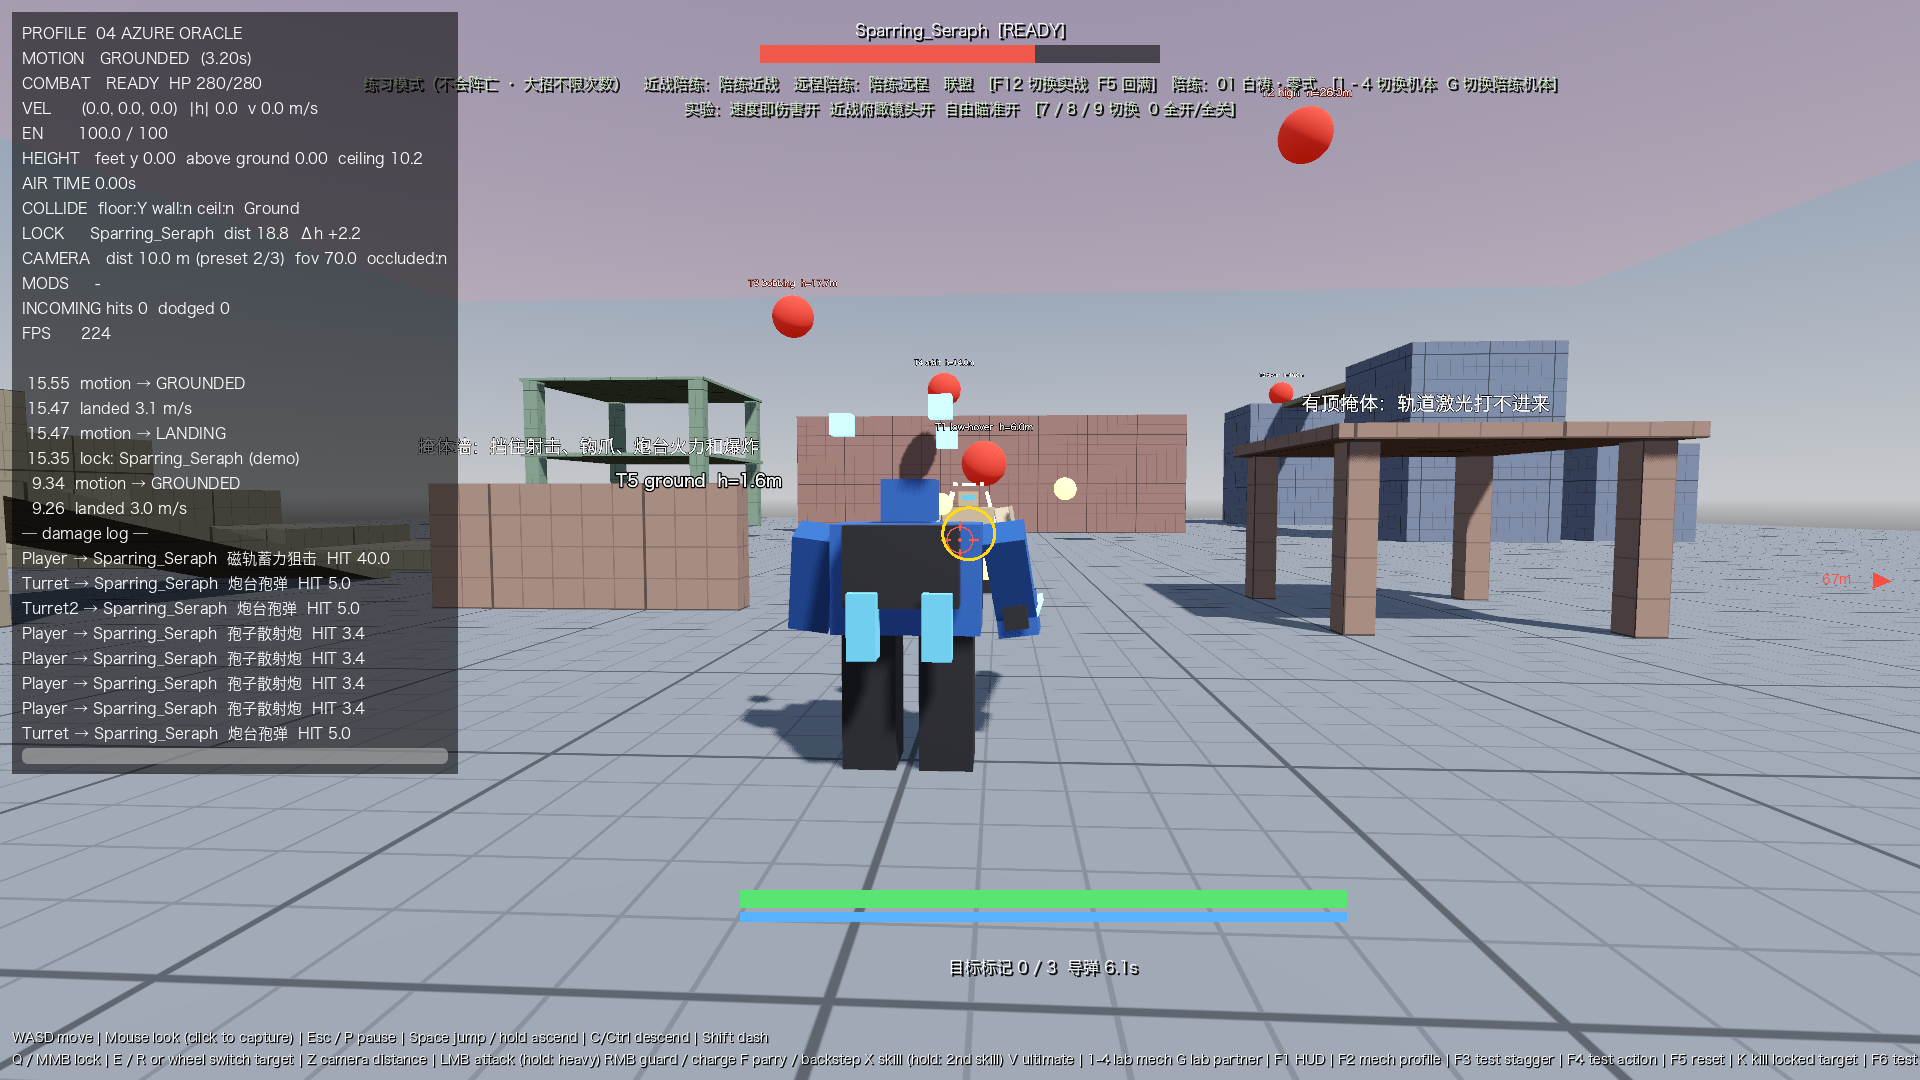 PROFILE  04 AZURE ORACLE
MOTION  GROUNDED  (3.20s)
COMBAT  READY  HP 280/280
VEL  (0.0, 0.0, 0.0)  |h| 0.0  v 0.0 m/s
EN  100.0 / 100
HEIGHT  feet y 0.00  above ground 0.00  ceiling 10.2
AIR TIME 0.00s
COLLIDE  floor:Y wall:n ceil:n  Ground
LOCK  Sparring_Seraph  dist 18.8  Δh +2.2
CAMERA  dist 10.0 m (preset 2/3)  fov 70.0  occluded:n
MODS  -
INCOMING hits 0  dodged 0
FPS  224
15.55  motion → GROUNDED
15.47  landed 3.1 m/s
15.47  motion → LANDING
15.35  lock: Sparring_Seraph (demo)
9.34  motion → GROUNDED
9.26  landed 3.0 m/s
— damage log —
Player → Sparring_Seraph  磁轨蓄力狙击  HIT 40.0
Turret → Sparring_Seraph  炮台孢弹  HIT 5.0
Turret2 → Sparring_Seraph  炮台孢弹  HIT 5.0
Player → Sparring_Seraph  孢子散射炮  HIT 3.4
Player → Sparring_Seraph  孢子散射炮  HIT 3.4
Player → Sparring_Seraph  孢子散射炮  HIT 3.4
Player → Sparring_Seraph  孢子散射炮  HIT 3.4
Turret → Sparring_Seraph  炮台孢弹  HIT 5.0
Sparring_Seraph  [READY]
练习模式（不会阵亡 · 大招不限次数）  近战陪练：陪练近战  远程陪练：陪练远程  联盟  [F12 切换实战  F5 回满]  陪练：01 白祷·零式  [1 - 4 切换机体  G 切换陪练机体]
实验：速度即伤害开  近战俯瞰镜头开  自由瞄准开  [7 / 8 / 9 切换  0 全开/全关]
T2 high  h=26.0m
T3 bobbing  h=17.7m
T1 low-hover  h=6.0m
有顶掩体：轨道激光打不进来
掩体墙：挡住射击、钩爪、炮台火力和爆炸
T5 ground  h=1.6m
67m
目标标记 0 / 3  导弹 6.1s
WASD move | Mouse look (click to capture) | Esc / P pause | Space jump / hold ascend | C/Ctrl descend | Shift dash
Q / MMB lock | E / R or wheel switch target | Z camera distance | LMB attack (hold: heavy) RMB guard / charge F parry / backstep X skill (hold: 2nd skill) V ultimate | 1-4 lab mech G lab partner | F1 HUD | F2 mech profile | F3 test stagger | F4 test action | F5 reset | K kill locked target | F6 test